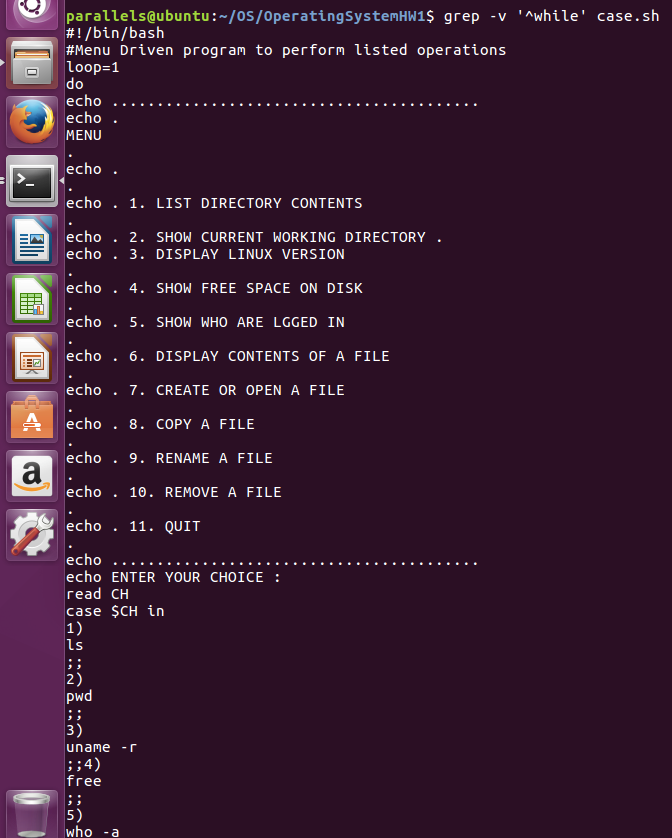 parallels@ubuntu:~/OS/OperatingSystemHW1$ grep -v '^while' case.sh
#!/bin/bash
#Menu Driven program to perform listed operations
loop=1
do
echo .........................................
echo .
MENU
.
echo .
.
echo . 1. LIST DIRECTORY CONTENTS
.
echo . 2. SHOW CURRENT WORKING DIRECTORY .
echo . 3. DISPLAY LINUX VERSION
.
echo . 4. SHOW FREE SPACE ON DISK
.
echo . 5. SHOW WHO ARE LGGED IN
.
echo . 6. DISPLAY CONTENTS OF A FILE
.
echo . 7. CREATE OR OPEN A FILE
.
echo . 8. COPY A FILE
.
echo . 9. RENAME A FILE
.
echo . 10. REMOVE A FILE
.
echo . 11. QUIT
.
echo .........................................
echo ENTER YOUR CHOICE :
read CH
case $CH in
1)
ls
;;
2)
pwd
;;
3)
uname -r
;;4)
free
;;
5)
who -a